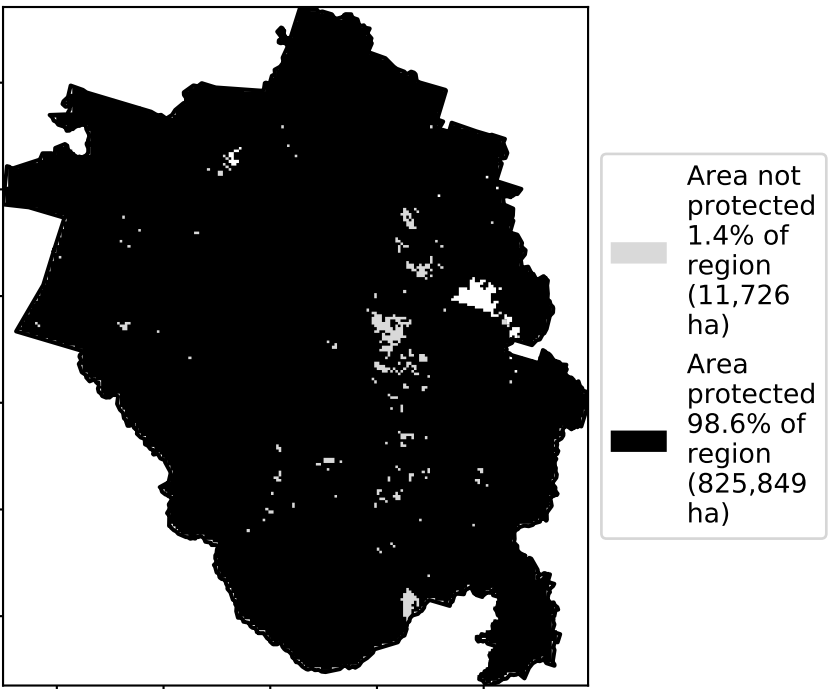 Area not
protected
1.4% of
region
(11,726
ha)
Area
protected
98.6% of
region
(825,849
ha)